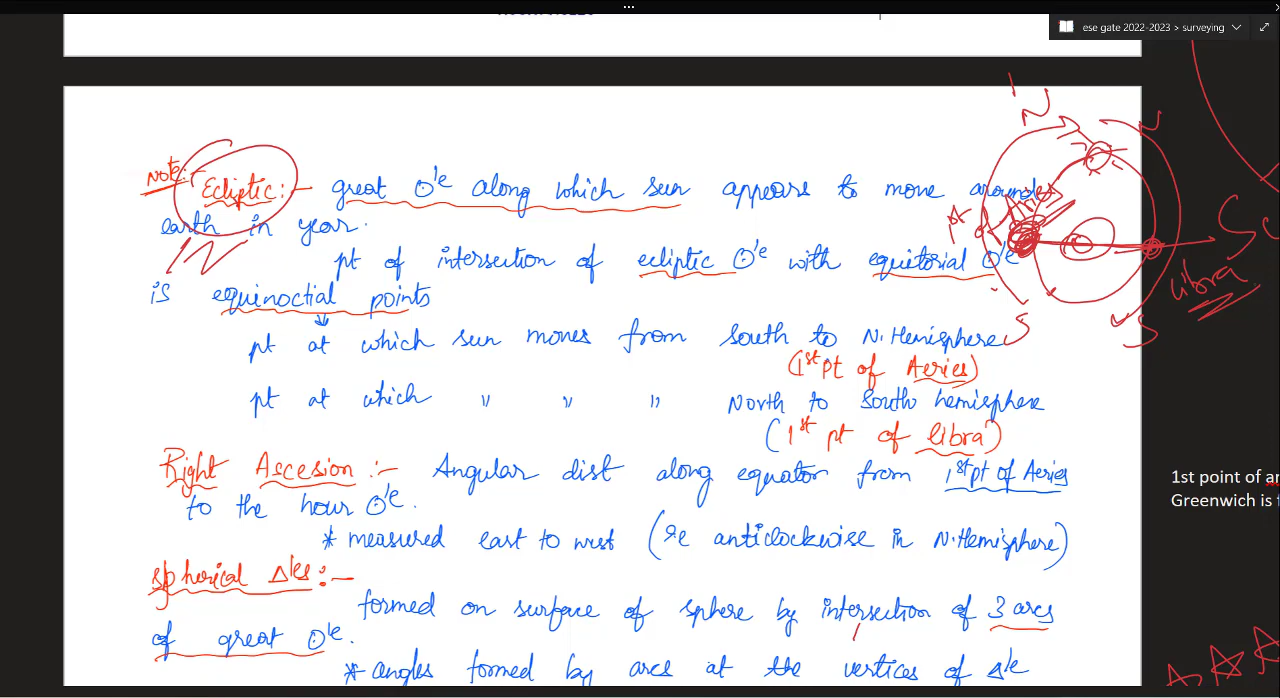 ese gate 2022-2023 > surveying
Note:- Ecliptic:- great O'le along which sun appears to move around
earth in year.
pt of intersection of ecliptic O'le with equitorial O'le
is equinoctial points
pt at which sun moves from south to N. Hemisphere
(1st pt of Aeries)
pt at which " " " North to South hemisphere
(1st pt of libra)
Right Accesion :- Angular dist along equator from 1st pt of Aeries
to the hour O'le.
* measured east to west (ie anticlockwise in N. Hemisphere)
spherical Δles :-
formed on surface of sphere by intersection of 3 arcs
of great O'le.
* angles formed by arcs at the vertices of Δle
N
N
S
S
libra
1st point of ar
Greenwich is f